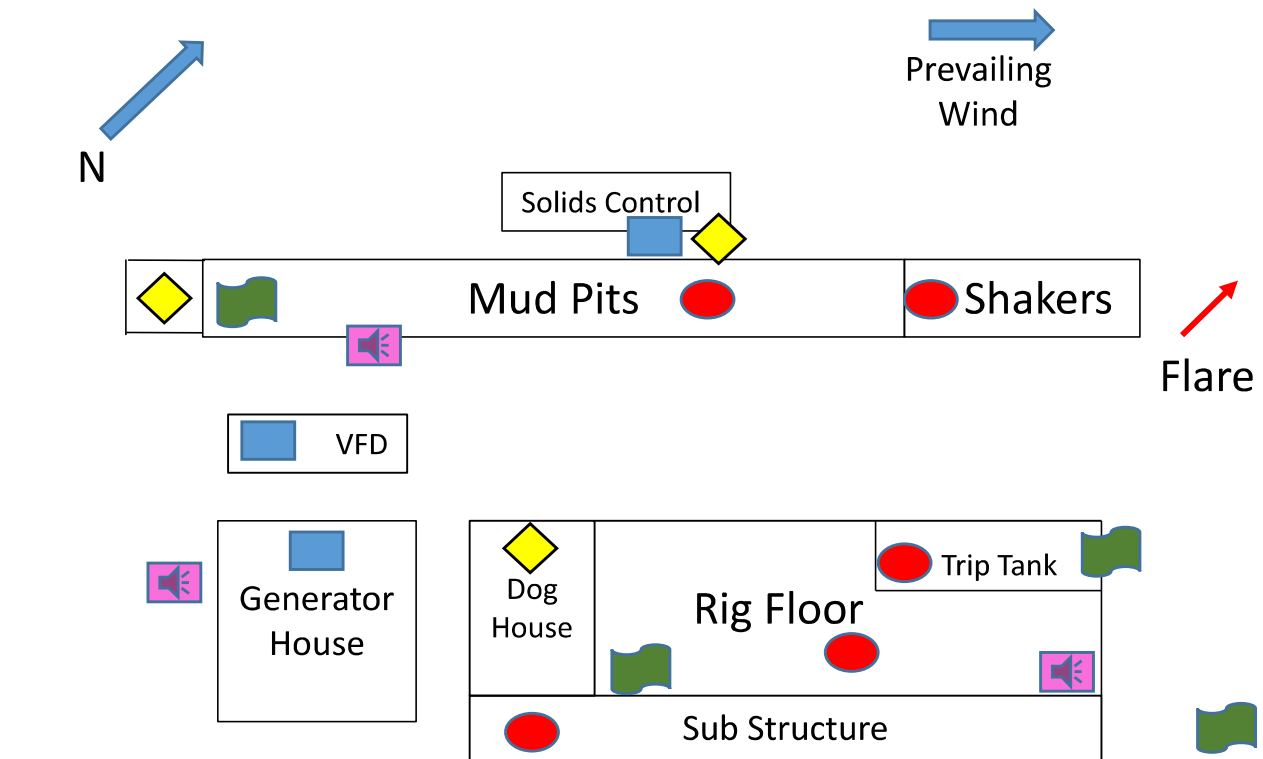 Prevailing
Wind
N
Solids Control
Mud Pits
Shakers
Flare
VFD
Generator
House
Dog
House
Trip Tank
Rig Floor
Sub Structure